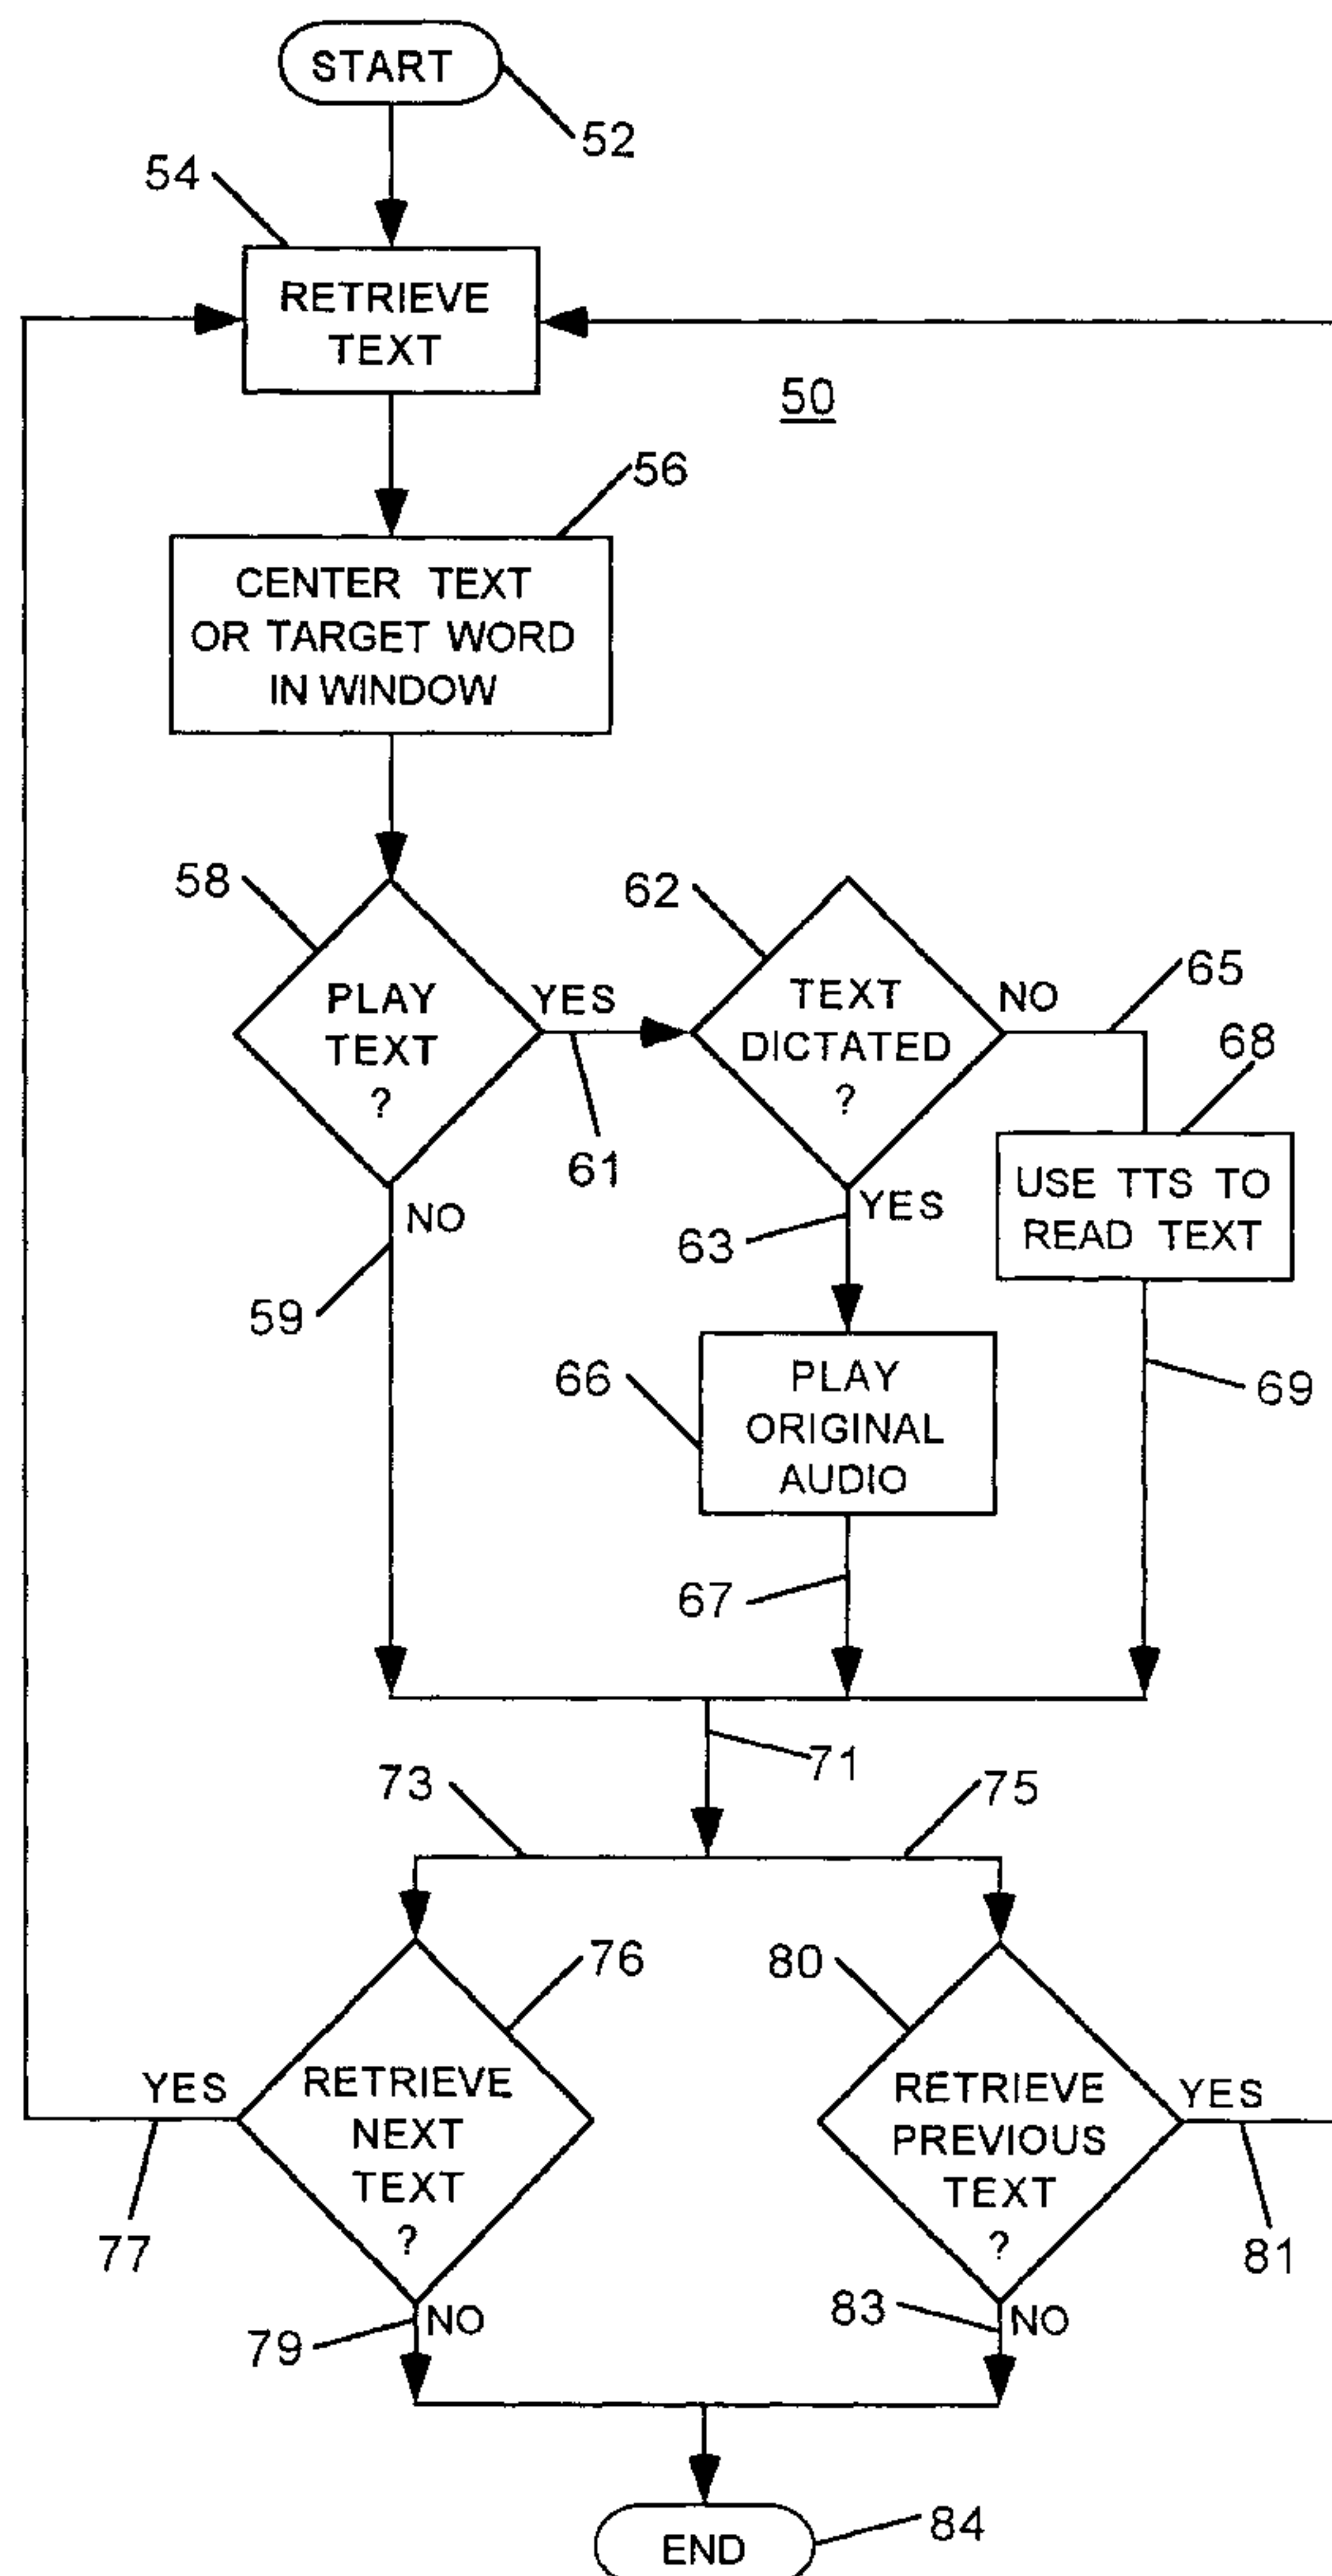 START
52
54
RETRIEVE
TEXT
50
56
CENTER TEXT
OR TARGET WORD
IN WINDOW
58
PLAY
TEXT
?
YES
61
NO
59
62
TEXT
DICTATED
?
NO
65
68
USE TTS TO
READ TEXT
69
YES
63
66
PLAY
ORIGINAL
AUDIO
67
71
73
75
76
RETRIEVE
NEXT
TEXT
?
YES
77
NO
79
80
RETRIEVE
PREVIOUS
TEXT
?
YES
81
83
NO
END
84